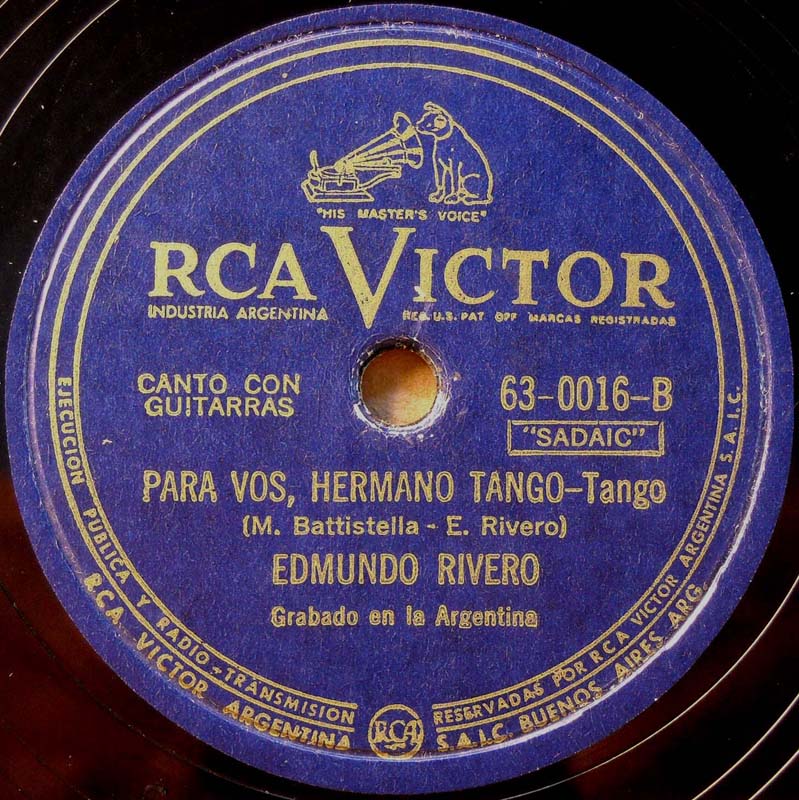 "HIS MASTER'S VOICE"
RCA VICTOR
INDUSTRIA ARGENTINA
REG. U.S. PAT OFF MARCAS REGISTRADAS
CANTO CON
GUITARRAS
63-0016-B
"SADAIC"
PARA VOS, HERMANO TANGO-Tango
(M. Battistella - E. Rivero)
EDMUNDO RIVERO
Grabado en la Argentina
EJECUCION PUBLICA Y RADIO-TRANSMISION
RESERVADAS POR RCA VICTOR ARGENTINA S.A.I.C.
RCA VICTOR ARGENTINA
RCA
S.A.I.C. BUENOS AIRES ARG.